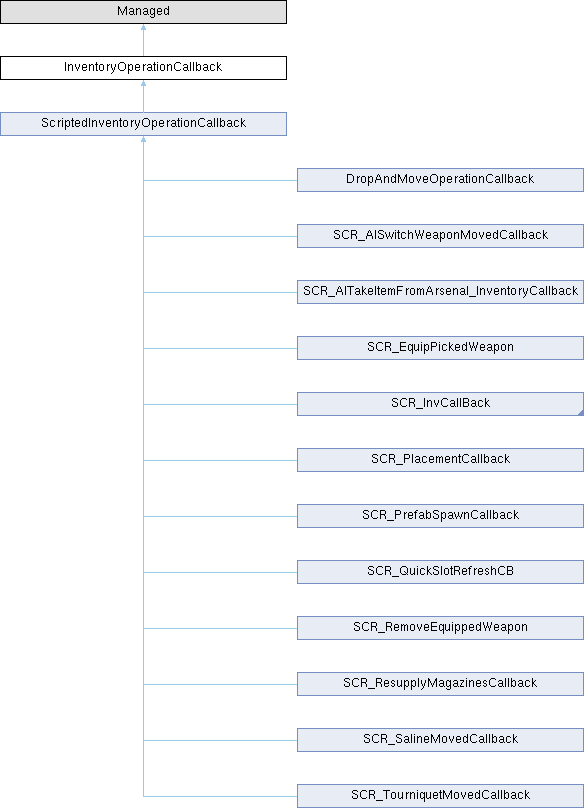 Managed
InventoryOperationCallback
ScriptedInventoryOperationCallback
DropAndMoveOperationCallback
SCR_AISwitchWeaponMovedCallback
SCR_AITakeItemFromArsenal_InventoryCallback
SCR_EquipPickedWeapon
SCR_InvCallBack
SCR_PlacementCallback
SCR_PrefabSpawnCallback
SCR_QuickSlotRefreshCB
SCR_RemoveEquippedWeapon
SCR_ResupplyMagazinesCallback
SCR_SalineMovedCallback
SCR_TourniquetMovedCallback